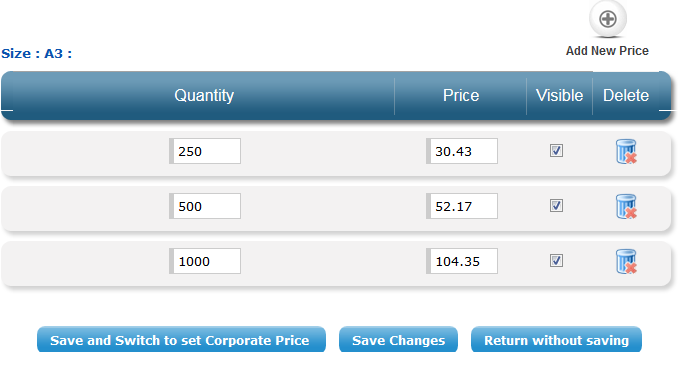 Add New Price
Size : A3 :
Quantity Price Visible Delete
250 30.43
500 52.17
1000 104.35
Save and Switch to set Corporate Price Save Changes Return without saving